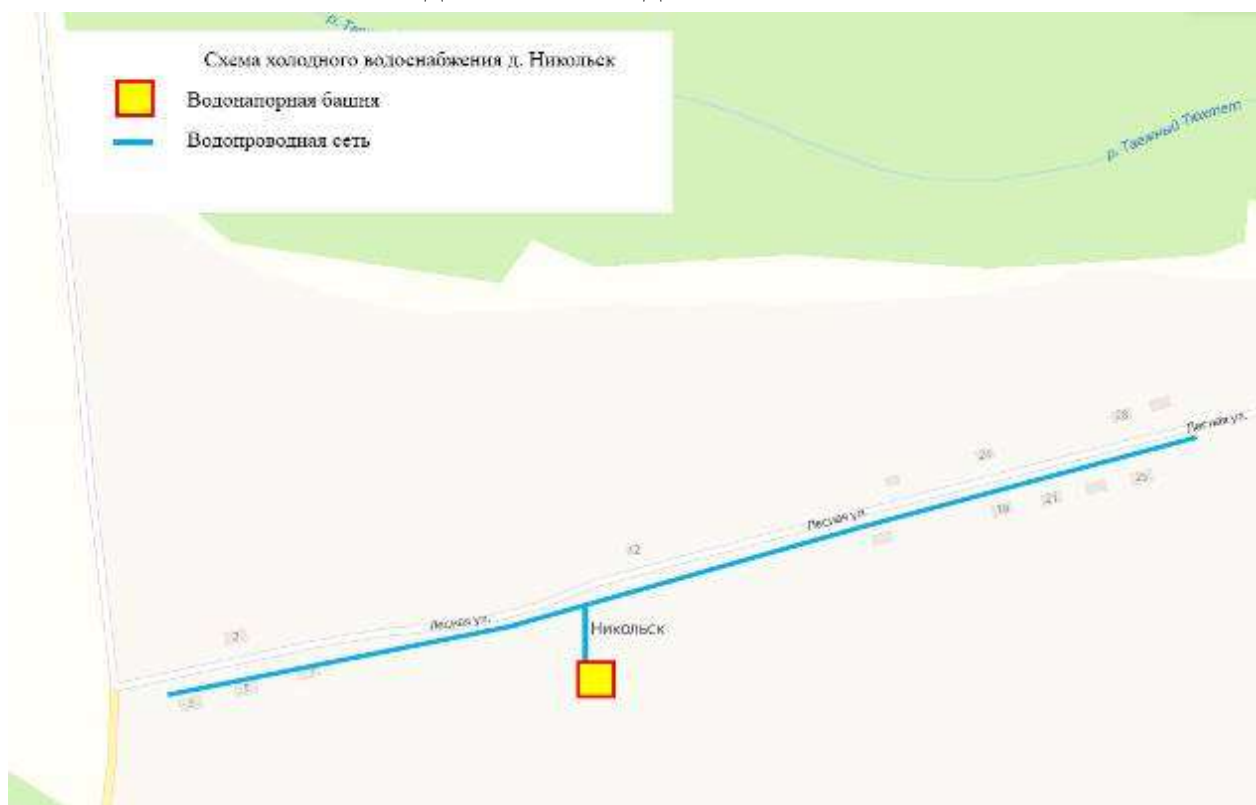 Схема холодного водоснабжения д. Никольск
Водонапорная башня
Водопроводная сеть
р. Таежный Тюхтет
28
Лесная ул.
26
25
21
19
Лесная ул.
12
Лесная ул.
Никольск
2